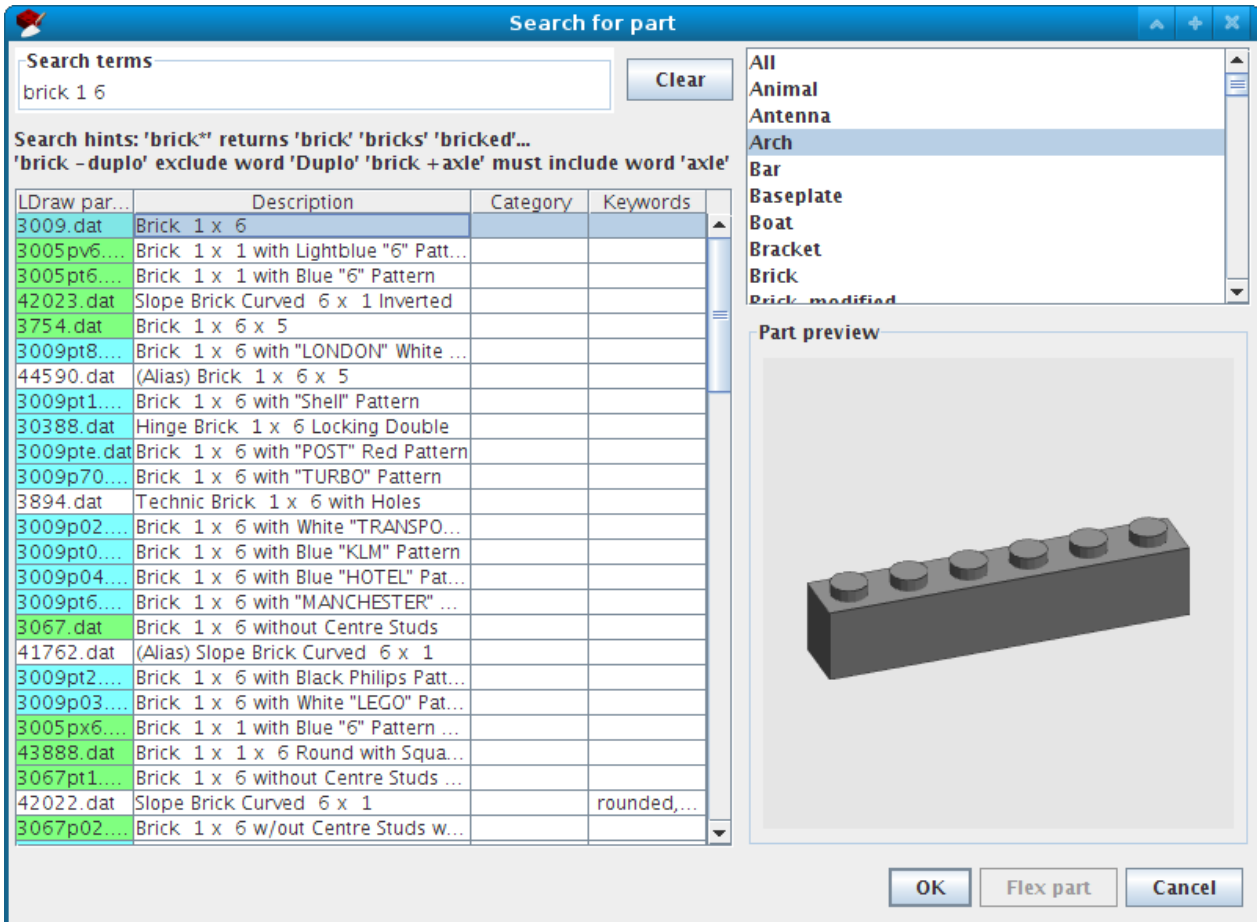 Search for part
Search terms
brick 1 6
Clear
Search hints: 'brick*' returns 'brick' 'bricks' 'bricked'...
'brick -duplo' exclude word 'Duplo' 'brick +axle' must include word 'axle'
LDraw par... Description Category Keywords
3009.dat Brick 1 x 6
3005pv6.... Brick 1 x 1 with Lightblue "6" Patt...
3005pt6.... Brick 1 x 1 with Blue "6" Pattern
42023.dat Slope Brick Curved 6 x 1 Inverted
3754.dat Brick 1 x 6 x 5
3009pt8.... Brick 1 x 6 with "LONDON" White ...
44590.dat (Alias) Brick 1 x 6 x 5
3009pt1.... Brick 1 x 6 with "Shell" Pattern
30388.dat Hinge Brick 1 x 6 Locking Double
3009pte.dat Brick 1 x 6 with "POST" Red Pattern
3009p70.... Brick 1 x 6 with "TURBO" Pattern
3894.dat Technic Brick 1 x 6 with Holes
3009p02.... Brick 1 x 6 with White "TRANSPO...
3009pt0.... Brick 1 x 6 with Blue "KLM" Pattern
3009p04.... Brick 1 x 6 with Blue "HOTEL" Pat...
3009pt6.... Brick 1 x 6 with "MANCHESTER" ...
3067.dat Brick 1 x 6 without Centre Studs
41762.dat (Alias) Slope Brick Curved 6 x 1
3009pt2.... Brick 1 x 6 with Black Philips Patt...
3009p03.... Brick 1 x 6 with White "LEGO" Pat...
3005px6.... Brick 1 x 1 with Blue "6" Pattern ...
43888.dat Brick 1 x 1 x 6 Round with Squa...
3067pt1.... Brick 1 x 6 without Centre Studs ...
42022.dat Slope Brick Curved 6 x 1 rounded,...
3067p02.... Brick 1 x 6 w/out Centre Studs w...
All
Animal
Antenna
Arch
Bar
Baseplate
Boat
Bracket
Brick
Brick modified
Part preview
OK
Flex part
Cancel